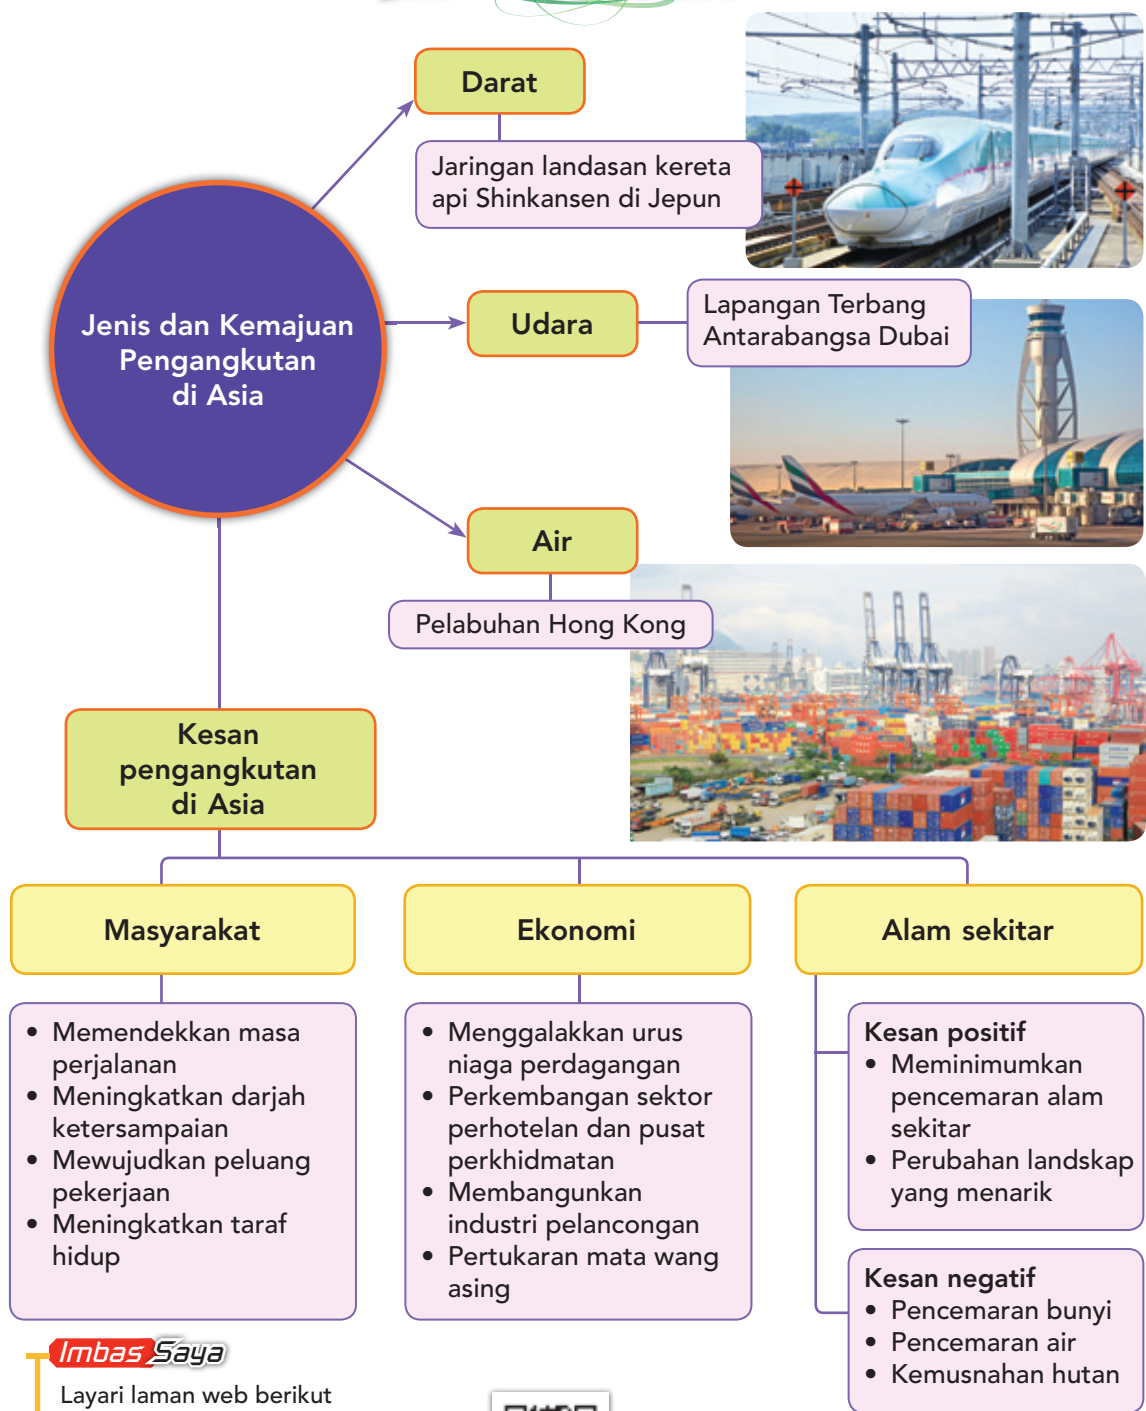 Darat
Jaringan landasan kereta
api Shinkansen di Jepun
Jenis dan Kemajuan
Pengangkutan
di Asia
Udara
Lapangan Terbang
Antarabangsa Dubai
Air
Pelabuhan Hong Kong
Kesan
pengangkutan
di Asia
Masyarakat
• Memendekkan masa
perjalanan
• Meningkatkan darjah
ketersampaian
• Mewujudkan peluang
pekerjaan
• Meningkatkan taraf
hidup
Ekonomi
• Menggalakkan urus
niaga perdagangan
• Perkembangan sektor
perhotelan dan pusat
perkhidmatan
• Membangunkan
industri pelancongan
• Pertukaran mata wang
asing
Alam sekitar
Kesan positif
• Meminimumkan
pencemaran alam
sekitar
• Perubahan landskap
yang menarik
Kesan negatif
• Pencemaran bunyi
• Pencemaran air
• Kemusnahan hutan
Imbas Saya
Layari laman web berikut